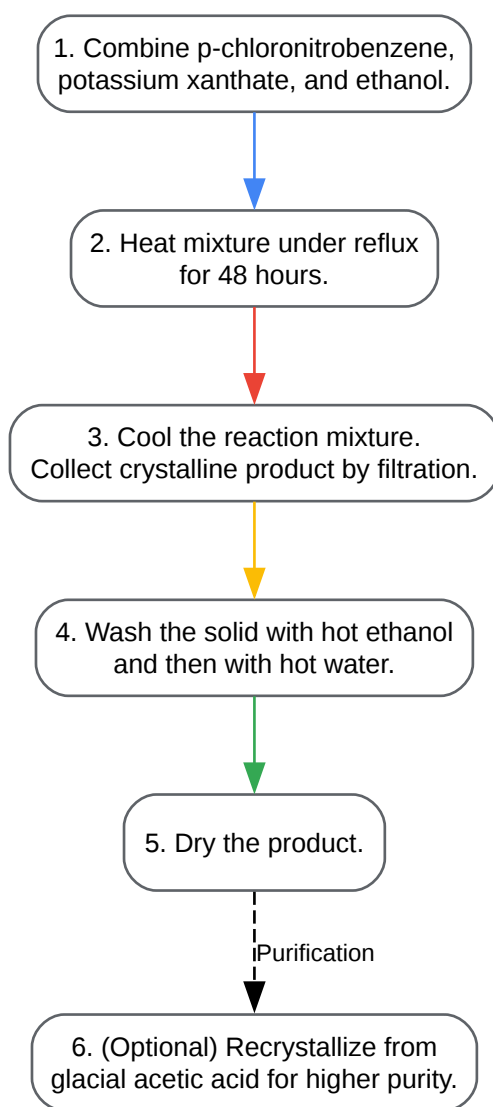 1. Combine p-chloronitrobenzene,
potassium xanthate, and ethanol.
2. Heat mixture under reflux
for 48 hours.
3. Cool the reaction mixture.
Collect crystalline product by filtration.
4. Wash the solid with hot ethanol
and then with hot water.
5. Dry the product.
Purification
6. (Optional) Recrystallize from
glacial acetic acid for higher purity.